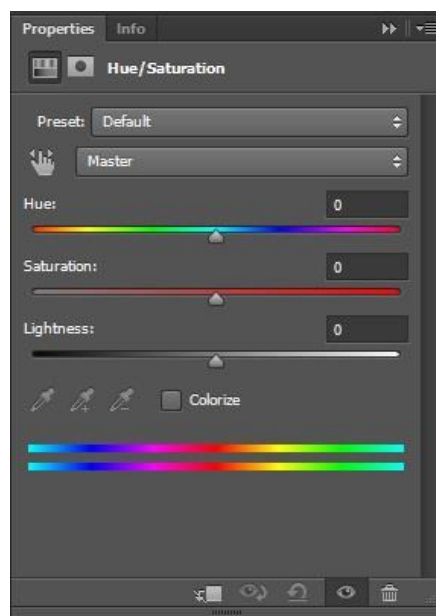 Properties Info
Hue/Saturation
Preset: Default
Master
Hue: 0
Saturation: 0
Lightness: 0
Colorize